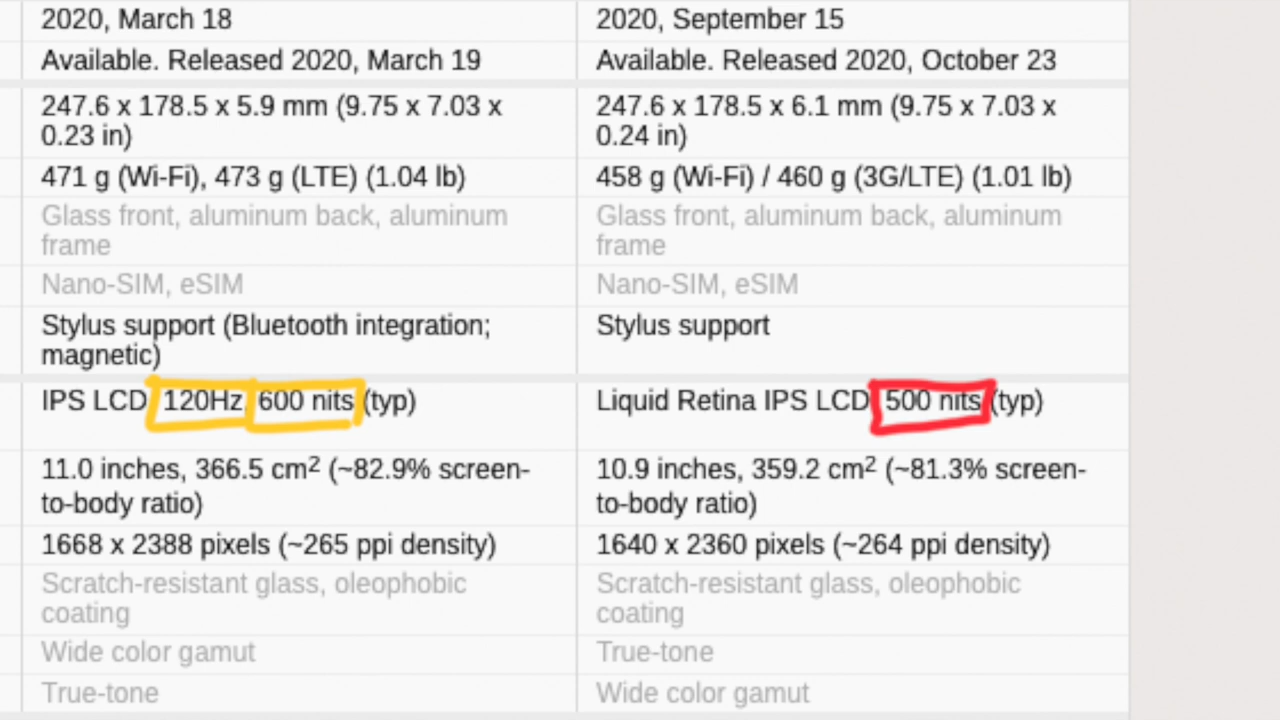 2020, March 18
2020, September 15
Available. Released 2020, March 19
Available. Released 2020, October 23
247.6 x 178.5 x 5.9 mm (9.75 x 7.03 x
0.23 in)
247.6 x 178.5 x 6.1 mm (9.75 x 7.03 x
0.24 in)
471 g (Wi-Fi), 473 g (LTE) (1.04 lb)
458 g (Wi-Fi) / 460 g (3G/LTE) (1.01 lb)
Glass front, aluminum back, aluminum
frame
Glass front, aluminum back, aluminum
frame
Nano-SIM, eSIM
Nano-SIM, eSIM
Stylus support (Bluetooth integration;
magnetic)
Stylus support
IPS LCD, 120Hz, 600 nits (typ)
Liquid Retina IPS LCD, 500 nits (typ)
11.0 inches, 366.5 cm² (~82.9% screen-
to-body ratio)
10.9 inches, 359.2 cm² (~81.3% screen-
to-body ratio)
1668 x 2388 pixels (~265 ppi density)
1640 x 2360 pixels (~264 ppi density)
Scratch-resistant glass, oleophobic
coating
Scratch-resistant glass, oleophobic
coating
Wide color gamut
True-tone
True-tone
Wide color gamut